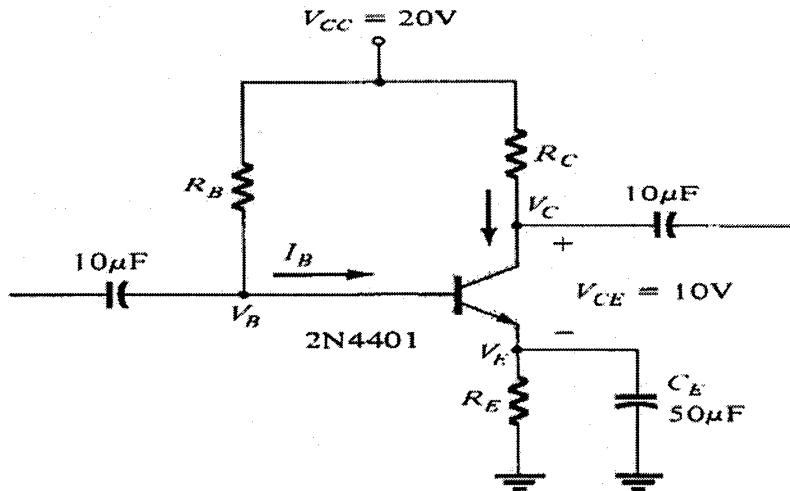 V_CC = 20V
R_B
R_C
10µF
I_B
V_C
10µF
+
V_B
2N4401
V_CE = 10V
−
V_E
R_E
C_E
50µF